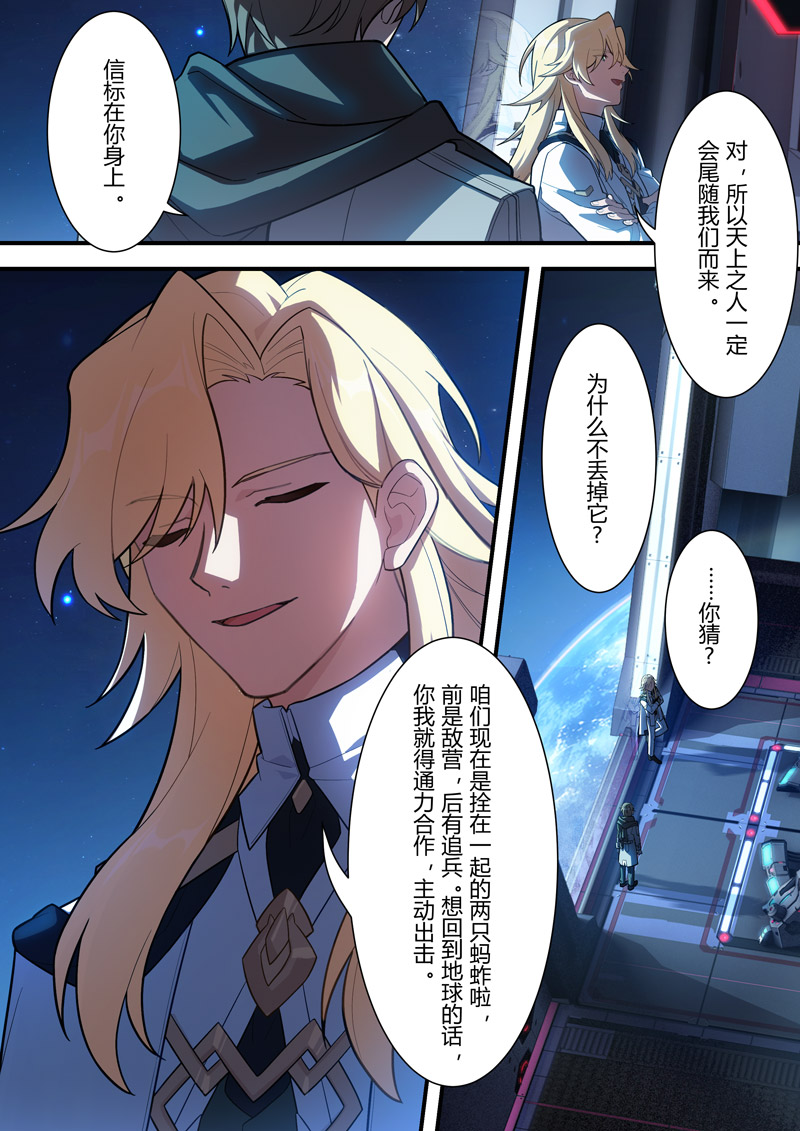 信标在你身上。
对，所以天上之人一定
会尾随我们而来。
为什么不丢掉它？
……你猜？
咱们现在是拴在一起的两只蚂蚱啦，
前是敌营，后有追兵。想回到地球的话，
你我就得通力合作，主动出击。